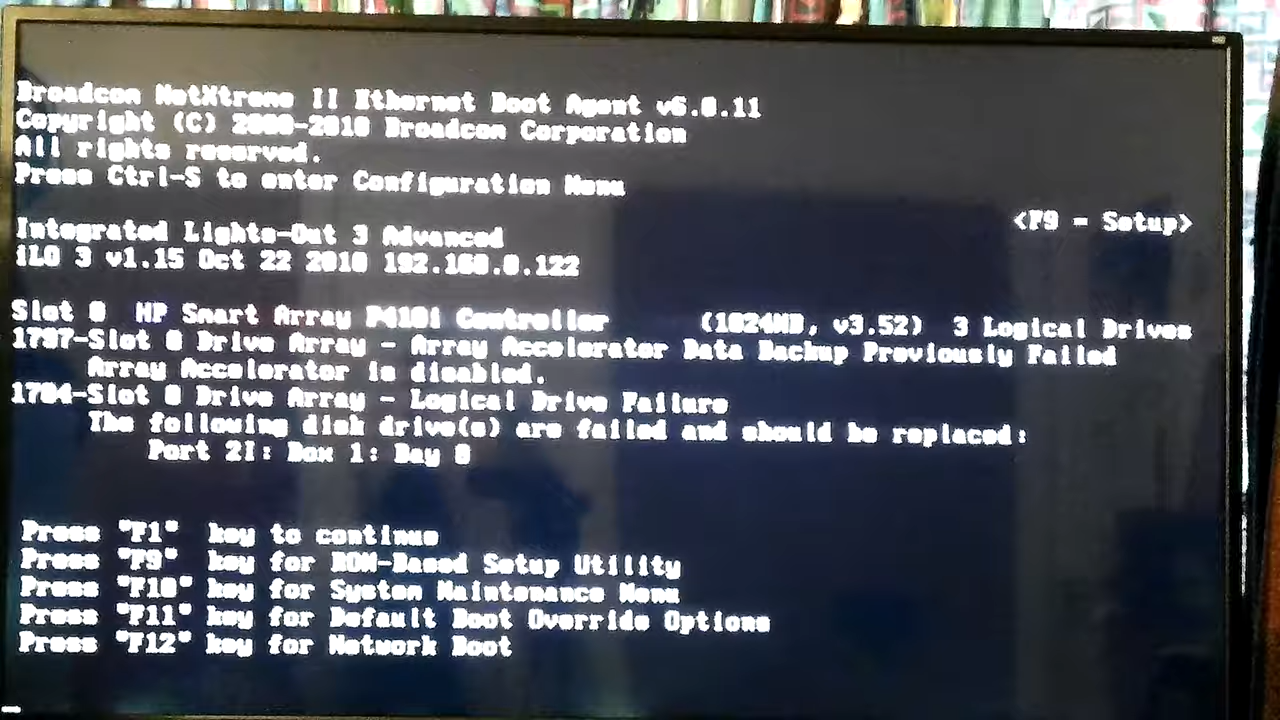 Broadcom NetXtreme II Ethernet Boot Agent v6.0.11
Copyright (C) 2000-2010 Broadcom Corporation
All rights reserved.
Press Ctrl-S to enter Configuration Menu
<F9 = Setup>
Integrated Lights-Out 3 Advanced
iLO 3 v1.15 Oct 22 2010 192.168.0.122
Slot 0 HP Smart Array P410i Controller (1024MB, v3.52) 3 Logical Drives
1797-Slot 0 Drive Array - Array Accelerator Data Backup Previously Failed
Array Accelerator is disabled.
1784-Slot 0 Drive Array - Logical Drive Failure
The following disk drive(s) are failed and should be replaced:
Port 2I: Box 1: Bay 8
Press "F1" key to continue
Press "F9" key for ROM-Based Setup Utility
Press "F10" key for System Maintenance Menu
Press "F11" key for Default Boot Override Options
Press "F12" key for Network Boot